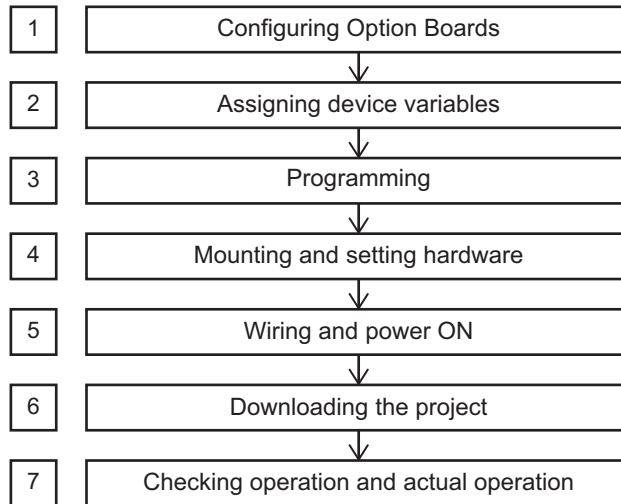 1 Configuring Option Boards
2 Assigning device variables
3 Programming
4 Mounting and setting hardware
5 Wiring and power ON
6 Downloading the project
7 Checking operation and actual operation